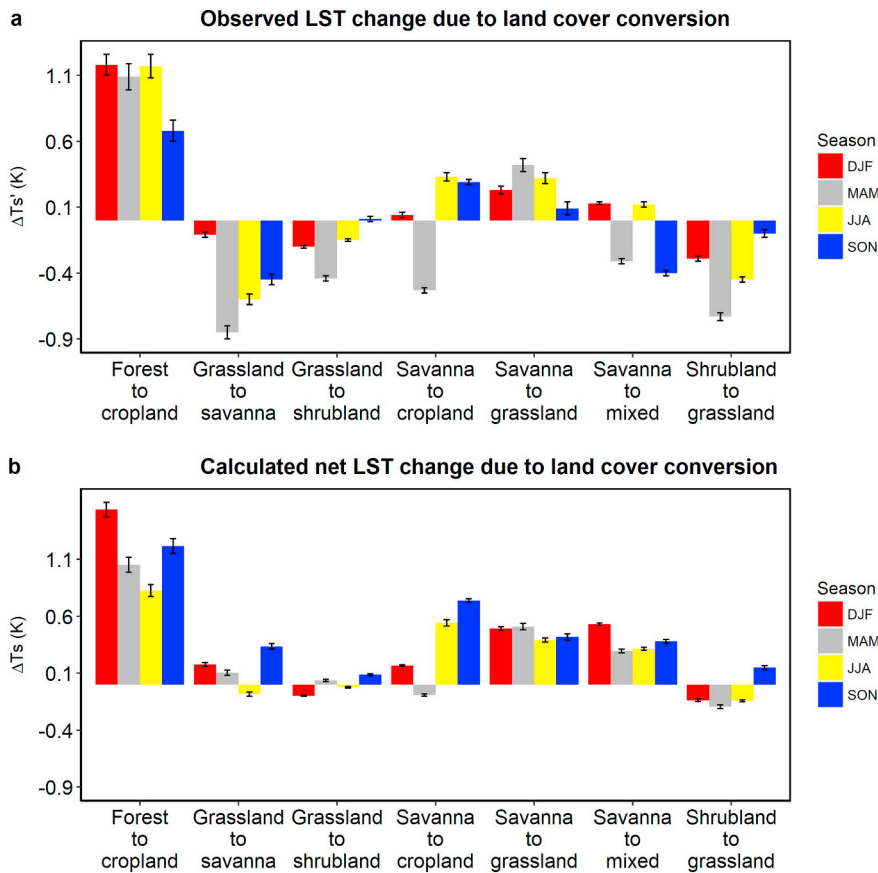 a
Observed LST change due to land cover conversion
ΔTs' (K)
1.1
0.6
0.1
-0.4
-0.9
Forest
to
cropland
Grassland
to
savanna
Grassland
to
shrubland
Savanna
to
cropland
Savanna
to
grassland
Savanna
to
mixed
Shrubland
to
grassland
Season
DJF
MAM
JJA
SON
b
Calculated net LST change due to land cover conversion
ΔTs (K)
1.1
0.6
0.1
-0.4
-0.9
Forest
to
cropland
Grassland
to
savanna
Grassland
to
shrubland
Savanna
to
cropland
Savanna
to
grassland
Savanna
to
mixed
Shrubland
to
grassland
Season
DJF
MAM
JJA
SON